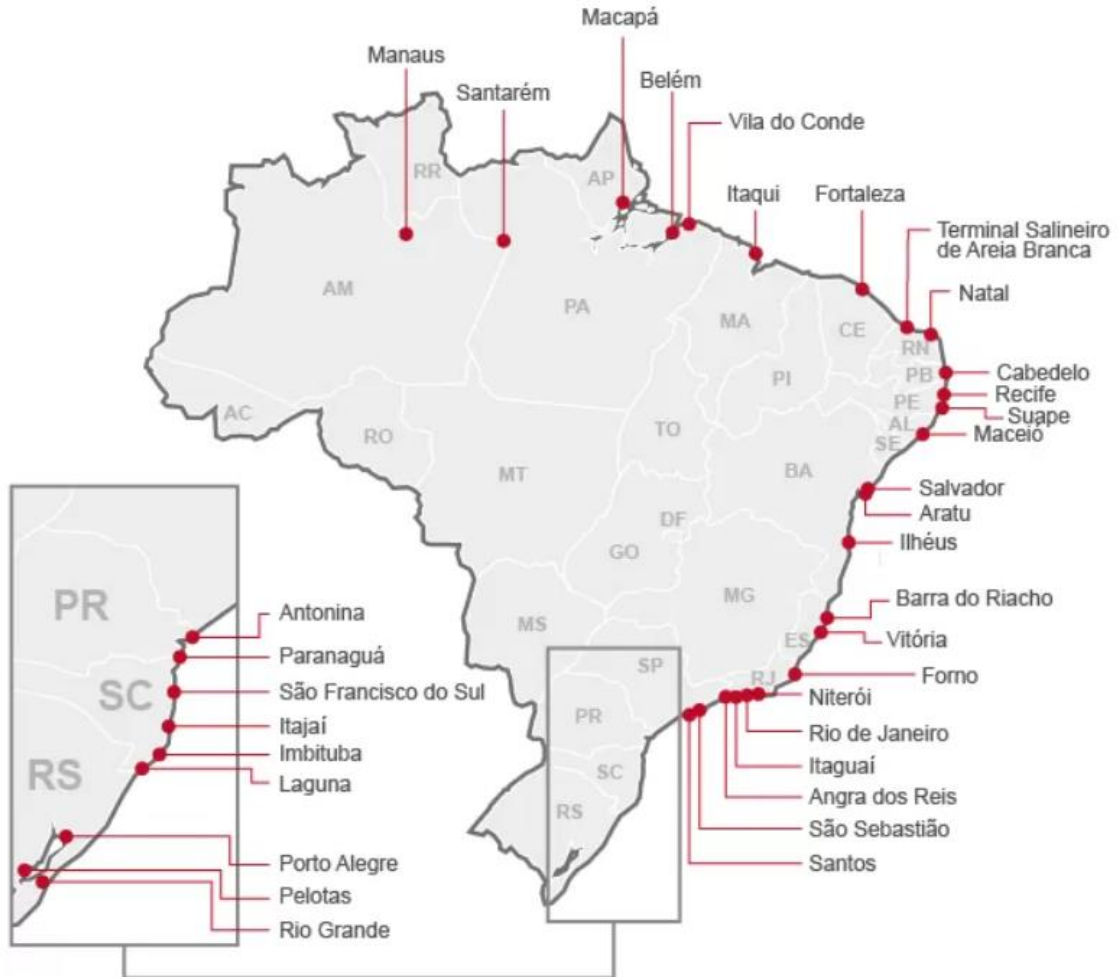 Macapá
Manaus
Belém
Santarém
Vila do Conde
Itaqui
Fortaleza
Terminal Salineiro
de Areia Branca
Natal
RR
AP
AM
PA
MA
CE
RN
PB
Cabedelo
PI
PE
Recife
AL
Suape
SE
Maceió
AC
RO
TO
MT
BA
Salvador
Aratu
DF
Ilhéus
GO
MG
Barra do Riacho
MS
ES
Vitória
SP
RJ
Forno
Niterói
PR
Rio de Janeiro
SC
Itaguaí
RS
Angra dos Reis
São Sebastião
Santos
PR
Antonina
Paranaguá
SC
São Francisco do Sul
Itajaí
Imbituba
RS
Laguna
Porto Alegre
Pelotas
Rio Grande